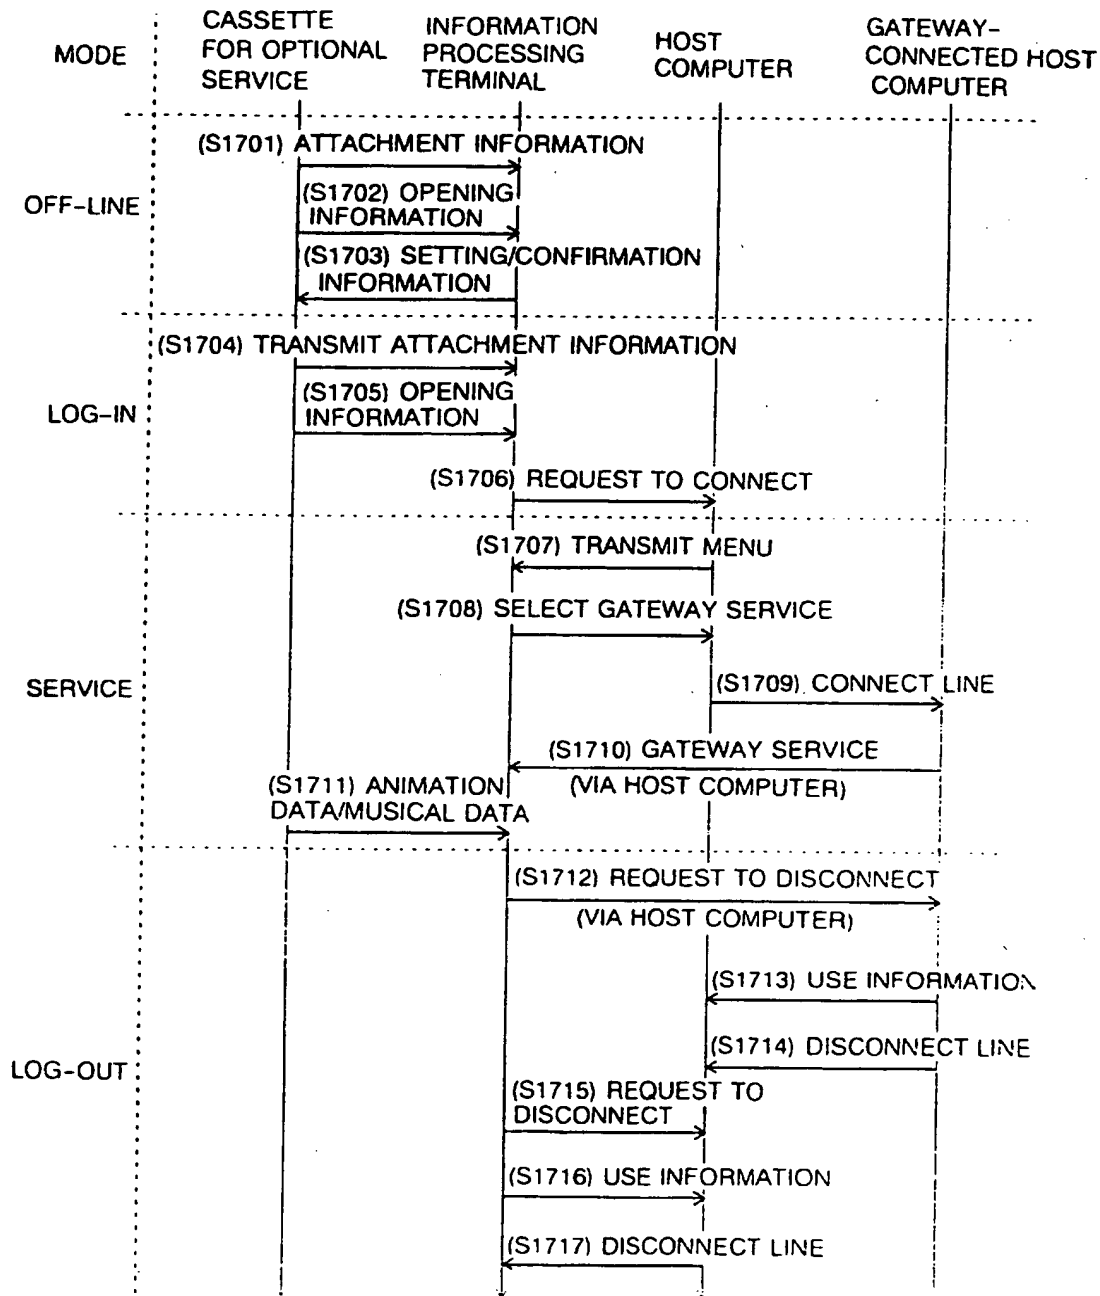 MODE
CASSETTE
FOR OPTIONAL
SERVICE
INFORMATION
PROCESSING
TERMINAL
HOST
COMPUTER
GATEWAY-
CONNECTED HOST
COMPUTER
(S1701) ATTACHMENT INFORMATION
OFF-LINE
(S1702) OPENING
INFORMATION
(S1703) SETTING/CONFIRMATION
INFORMATION
(S1704) TRANSMIT ATTACHMENT INFORMATION
LOG-IN
(S1705) OPENING
INFORMATION
(S1706) REQUEST TO CONNECT
(S1707) TRANSMIT MENU
(S1708) SELECT GATEWAY SERVICE
SERVICE
(S1709) CONNECT LINE
(S1710) GATEWAY SERVICE
(VIA HOST COMPUTER)
(S1711) ANIMATION
DATA/MUSICAL DATA
(S1712) REQUEST TO DISCONNECT
(VIA HOST COMPUTER)
(S1713) USE INFORMATION
(S1714) DISCONNECT LINE
LOG-OUT
(S1715) REQUEST TO
DISCONNECT
(S1716) USE INFORMATION
(S1717) DISCONNECT LINE